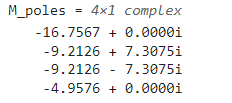 M_poles = 4×1 complex
-16.7567 + 0.0000i
-9.2126 + 7.3075i
-9.2126 - 7.3075i
-4.9576 + 0.0000i